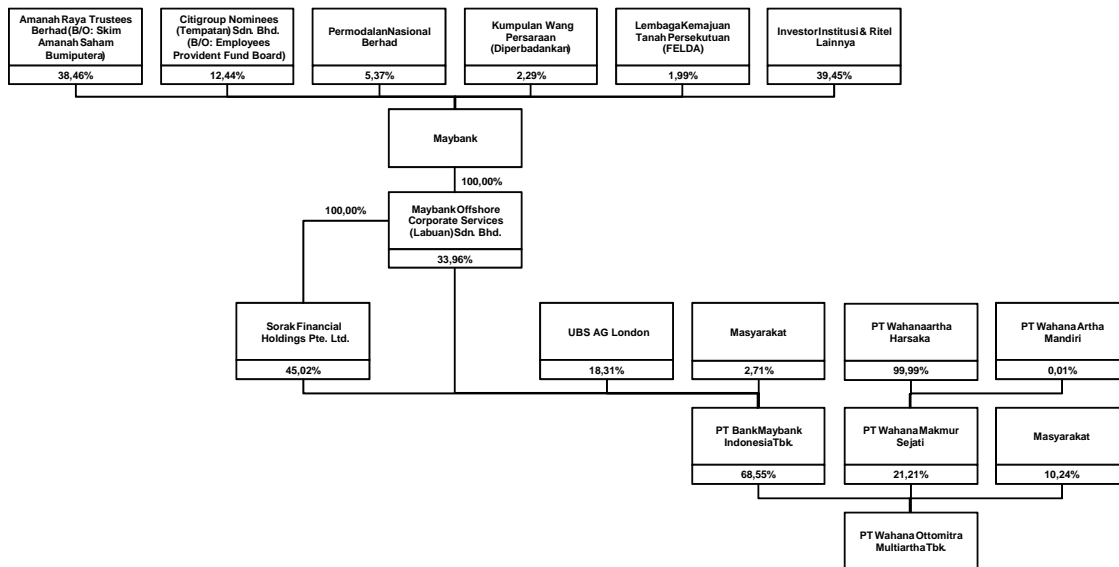 Amanah Raya Trustees
Berhad (B/O: Skim
Amanah Saham
Bumiputera)
38,46%
Citigroup Nominees
(Tempatan) Sdn. Bhd.
(B/O: Employees
Provident Fund Board)
12,44%
Permodalan Nasional
Berhad
5,37%
Kumpulan Wang
Persaraan
(Diperbadankan)
2,29%
Lembaga Kemajuan
Tanah Persekutuan
(FELDA)
1,99%
Investor Institusi & Ritel
Lainnya
39,45%
Maybank
100,00%
100,00%
Maybank Offshore
Corporate Services
(Labuan) Sdn. Bhd.
33,96%
Sorak Financial
Holdings Pte. Ltd.
45,02%
UBS AG London
18,31%
Masyarakat
2,71%
PT Wahanaartha
Harsaka
99,99%
PT Wahana Artha
Mandiri
0,01%
PT Bank Maybank
Indonesia Tbk.
68,55%
PT Wahana Makmur
Sejati
21,21%
Masyarakat
10,24%
PT Wahana Ottomitra
Multiartha Tbk.